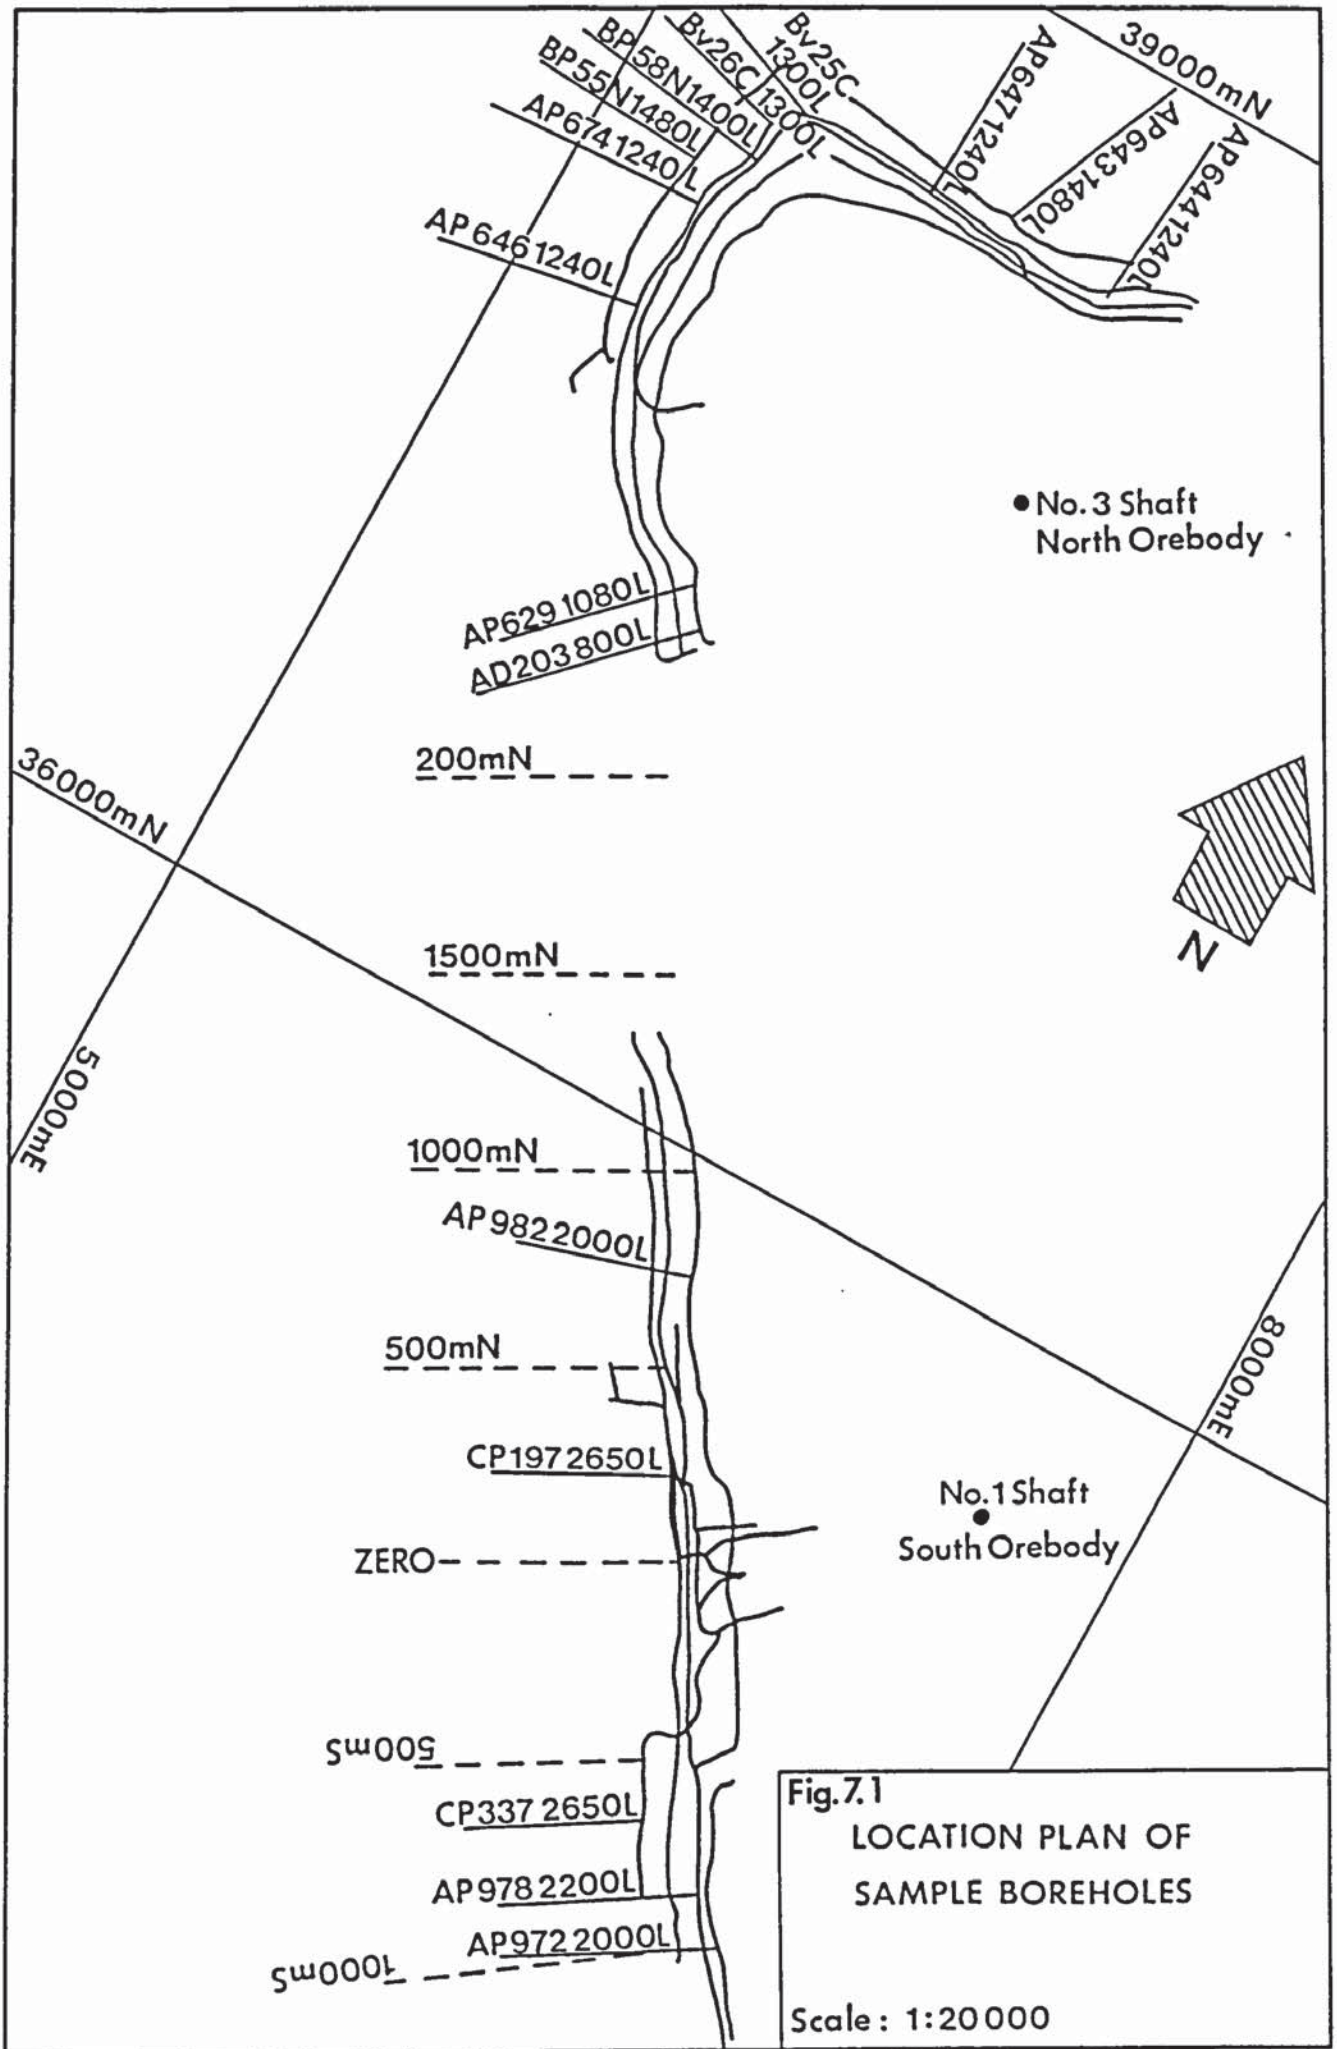 Bv25C
1300L
Bv26C 1300L
BP58N1400L
BP55N1480L
AP674 1240L
AP646 1240L
AP647 1240L
AP643 1480L
AP644 1240L
39000mN
No. 3 Shaft
North Orebody
AP629 1080L
AD203 800L
200mN
36000mN
N
1500mN
5000mE
1000mN
AP982 2000L
500mN
8000mE
CP197 2650L
No. 1 Shaft
South Orebody
ZERO
500mS
CP337 2650L
AP978 2200L
AP972 2000L
1000mS
Fig. 7.1
LOCATION PLAN OF
SAMPLE BOREHOLES
Scale : 1:20 000